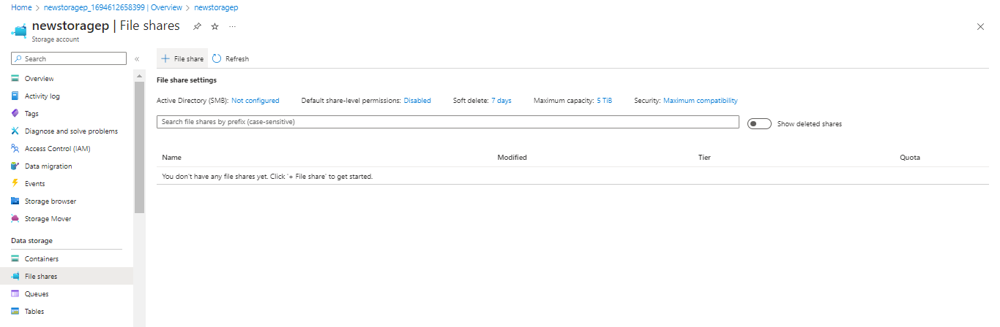 Home > newstoragep_1694612658399 | Overview > newstoragep
newstoragep | File shares
Storage account
Search
File share
Refresh
Overview
Activity log
Tags
Diagnose and solve problems
Access Control (IAM)
Data migration
Events
Storage browser
Storage Mover
Data storage
Containers
File shares
Queues
Tables
File share settings
Active Directory (SMB): Not configured Default share-level permissions: Disabled Soft delete: 7 days Maximum capacity: 5 TiB Security: Maximum compatibility
Search file shares by prefix (case-sensitive)
Show deleted shares
Name Modified Tier Quota
You don't have any file shares yet. Click '+ File share' to get started.